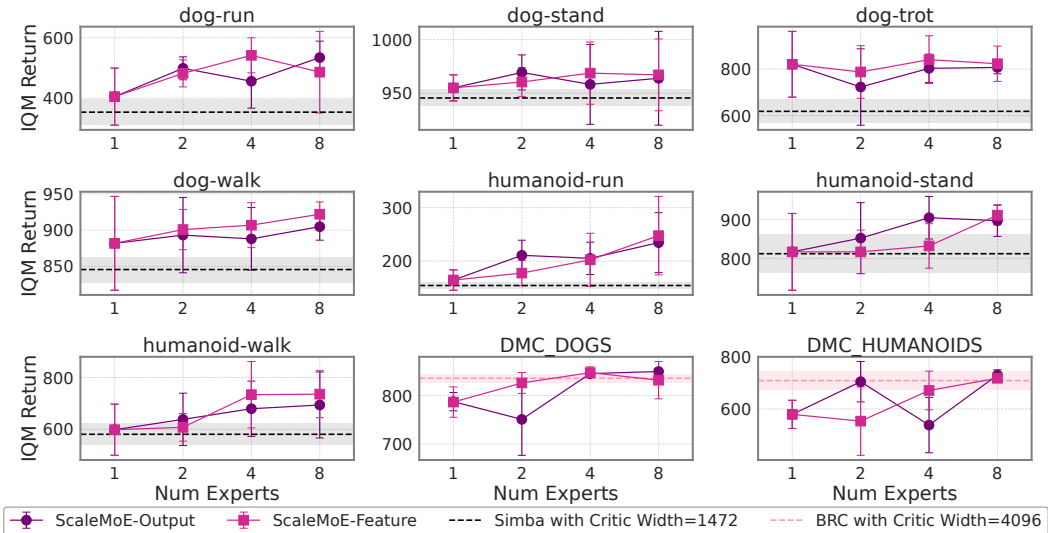 dog-run
dog-stand
dog-trot
IQM Return
600
400
1 2 4 8
1000
950
1 2 4 8
800
600
1 2 4 8
dog-walk
humanoid-run
humanoid-stand
IQM Return
950
900
850
1 2 4 8
300
200
1 2 4 8
900
800
1 2 4 8
humanoid-walk
DMC_DOGS
DMC_HUMANOIDS
IQM Return
800
600
1 2 4 8
800
700
1 2 4 8
800
600
1 2 4 8
Num Experts
Num Experts
Num Experts
ScaleMoE-Output
ScaleMoE-Feature
Simba with Critic Width=1472
BRC with Critic Width=4096